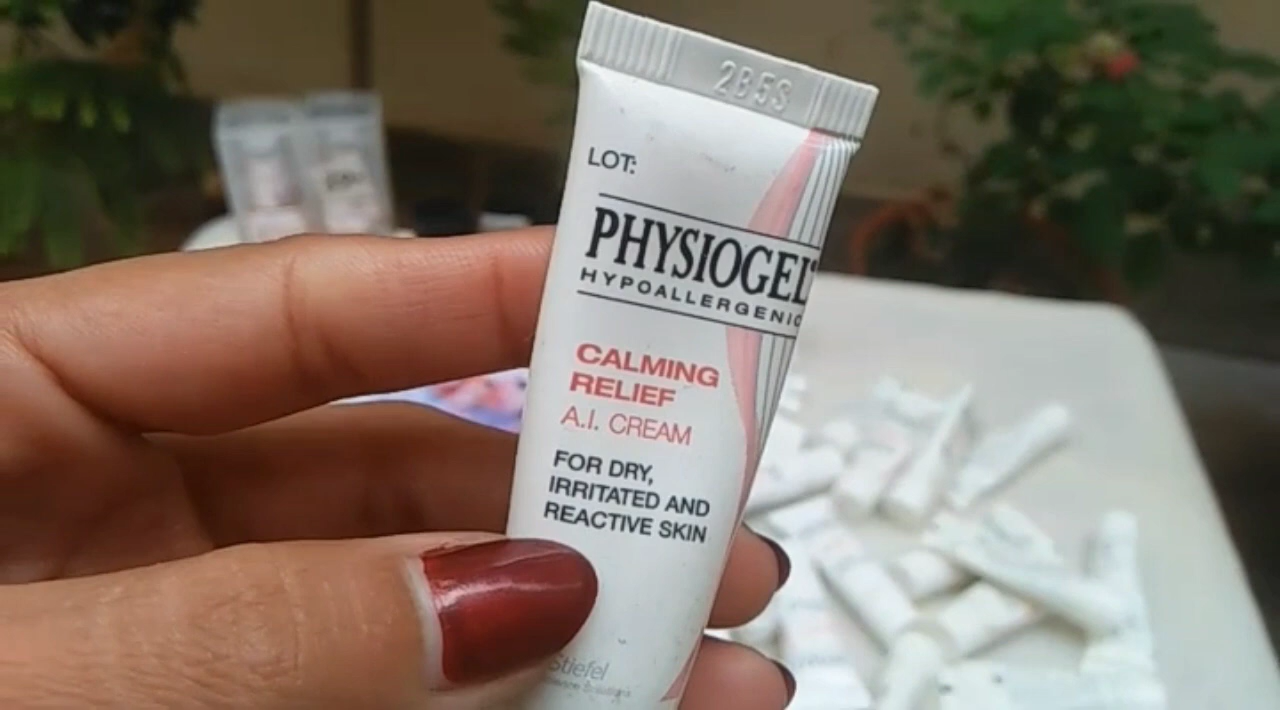 2B5S
LOT:
PHYSIOGEL
HYPOALLERGENIC
CALMING
RELIEF
A.I. CREAM
FOR DRY,
IRRITATED AND
REACTIVE SKIN
Stiefel